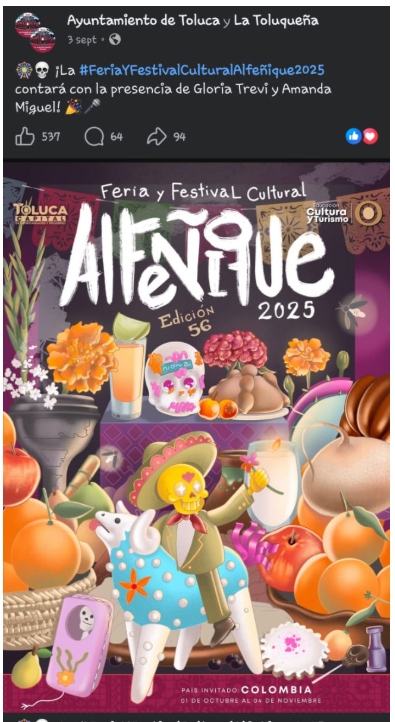 Ayuntamiento de Toluca y La Toluqueña
3 sept ·
¡La #FeriaYFestivalCulturalAlfeñique2025
contará con la presencia de Gloria Trevi y Amanda
Miguel!
537 64 94
TOLUCA
CAPITAL
Cultura
y Turismo
Feria y Festival Cultural
Alfeñique
2025
Edición
56
PAÍS INVITADO: COLOMBIA
01 DE OCTUBRE AL 04 DE NOVIEMBRE